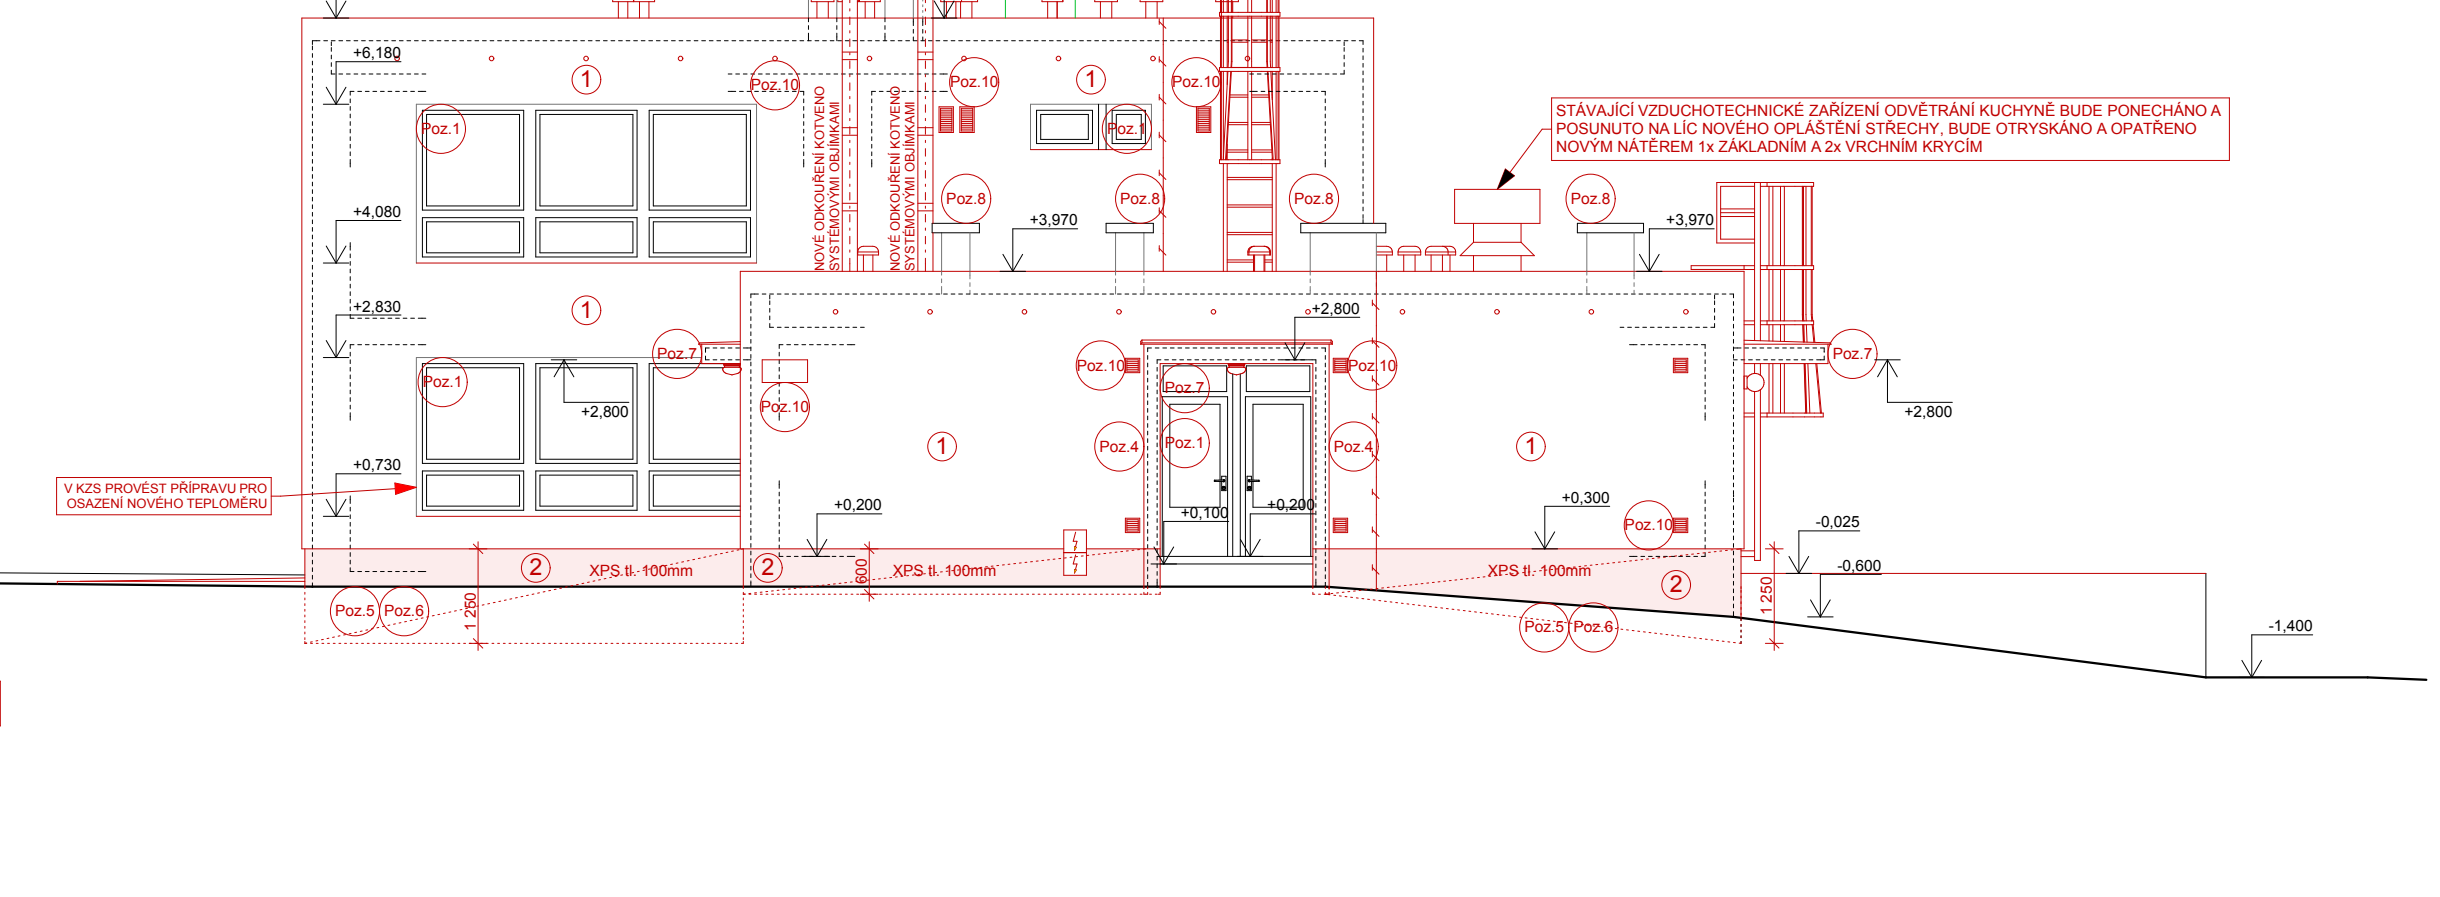 +6,180
1
Poz.10
Poz.10
1
Poz.10
Poz.1
Poz.1
NOVÉ ODKOUŘENÍ KOTVENO
SYSTÉMOVÝMI OBJÍMKAMI
NOVÉ ODKOUŘENÍ KOTVENO
SYSTÉMOVÝMI OBJÍMKAMI
STÁVAJÍCÍ VZDUCHOTECHNICKÉ ZAŘÍZENÍ ODVĚTRÁNÍ KUCHYNĚ BUDE PONECHÁNO A
POSUNUTO NA LÍC NOVÉHO OPLÁŠTĚNÍ STŘECHY, BUDE OTRYSKÁNO A OPATŘENO
NOVÝM NÁTĚREM 1x ZÁKLADNÍM A 2x VRCHNÍM KRYCÍM
Poz.8
Poz.8
Poz.8
Poz.8
+4,080
+3,970
+3,970
+2,830
1
+2,800
Poz.7
Poz.10
Poz.10
Poz.7
Poz.1
Poz.7
+2,800
Poz.10
+2,800
Poz.4
Poz.1
Poz.4
1
1
+0,730
V KZS PROVÉST PŘÍPRAVU PRO
OSAZENÍ NOVÉHO TEPLOMĚRU
+0,200
+0,100
+0,200
+0,300
Poz.10
-0,025
2
XPS tl. 100mm
2
600
XPS tl. 100mm
XPS tl. 100mm
2
-0,600
1 250
1 250
Poz.5
Poz.6
Poz.5
Poz.6
-1,400